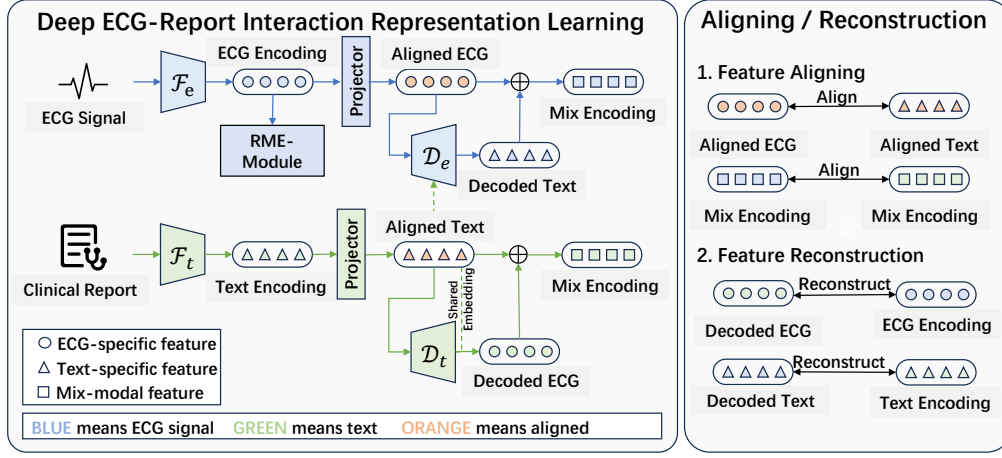 Deep ECG-Report Interaction Representation Learning
ECG Signal
ℱe
ECG Encoding
RME-
Module
Projector
Aligned ECG
𝒟e
Decoded Text
Mix Encoding
Clinical Report
ℱt
Text Encoding
Projector
Aligned Text
Shared
Embedding
𝒟t
Decoded ECG
Mix Encoding
ECG-specific feature
Text-specific feature
Mix-modal feature
BLUE means ECG signal GREEN means text ORANGE means aligned
Aligning / Reconstruction
1. Feature Aligning
Align
Aligned ECG Aligned Text
Align
Mix Encoding Mix Encoding
2. Feature Reconstruction
Reconstruct
Decoded ECG ECG Encoding
Reconstruct
Decoded Text Text Encoding